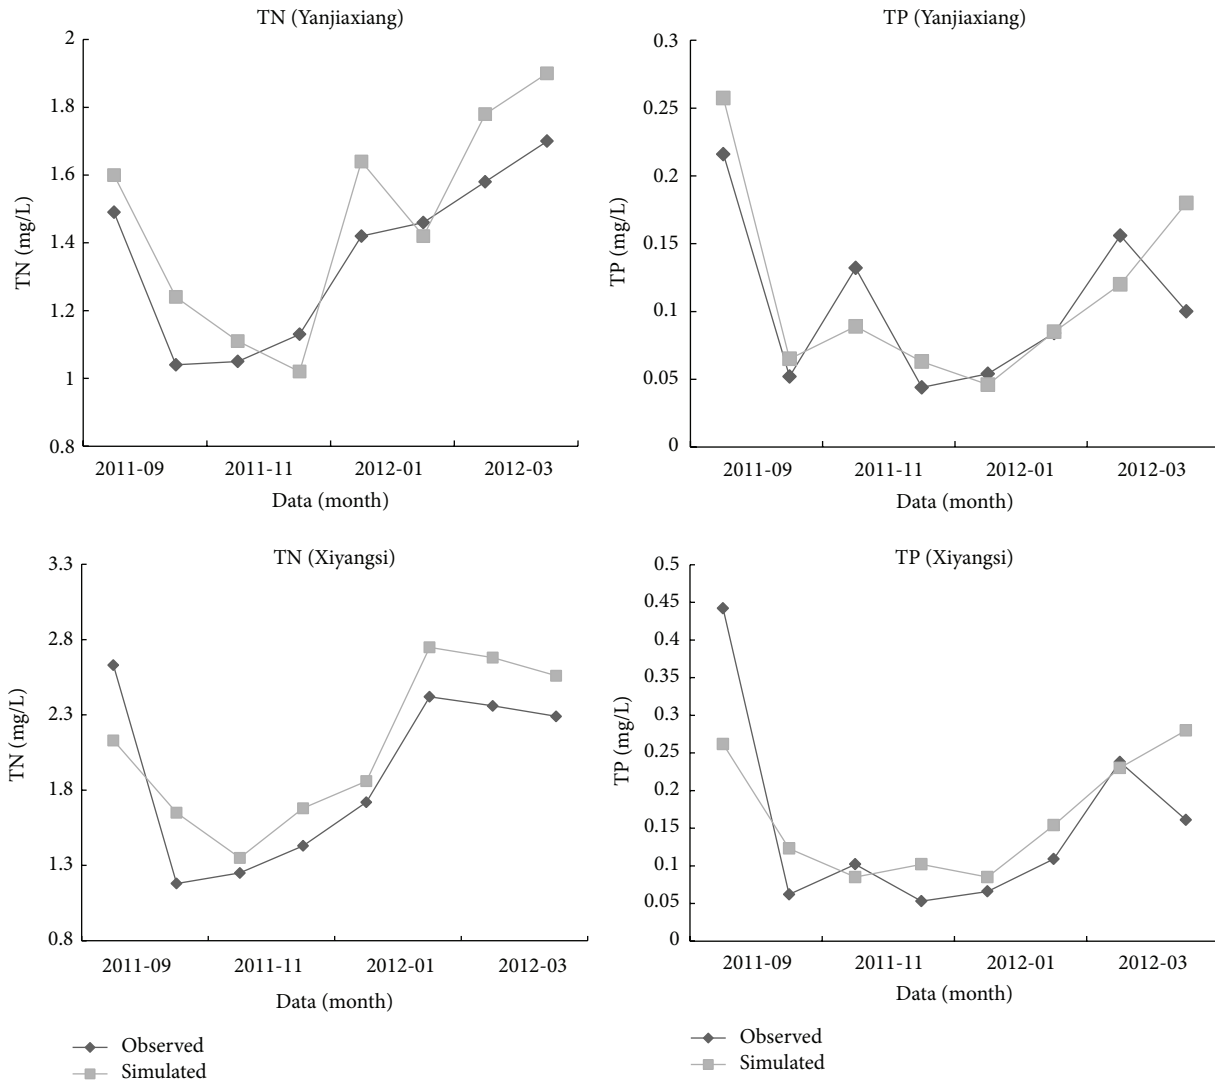 TN (Yanjiaxiang)
2
1.8
1.6
1.4
1.2
1
0.8
TN (mg/L)
2011-09 2011-11 2012-01 2012-03
Data (month)
TP (Yanjiaxiang)
0.3
0.25
0.2
0.15
0.1
0.05
0
TP (mg/L)
2011-09 2011-11 2012-01 2012-03
Data (month)
TN (Xiyangsi)
3.3
2.8
2.3
1.8
1.3
0.8
TN (mg/L)
2011-09 2011-11 2012-01 2012-03
Data (month)
Observed
Simulated
TP (Xiyangsi)
0.5
0.45
0.4
0.35
0.3
0.25
0.2
0.15
0.1
0.05
0
TP (mg/L)
2011-09 2011-11 2012-01 2012-03
Data (month)
Observed
Simulated